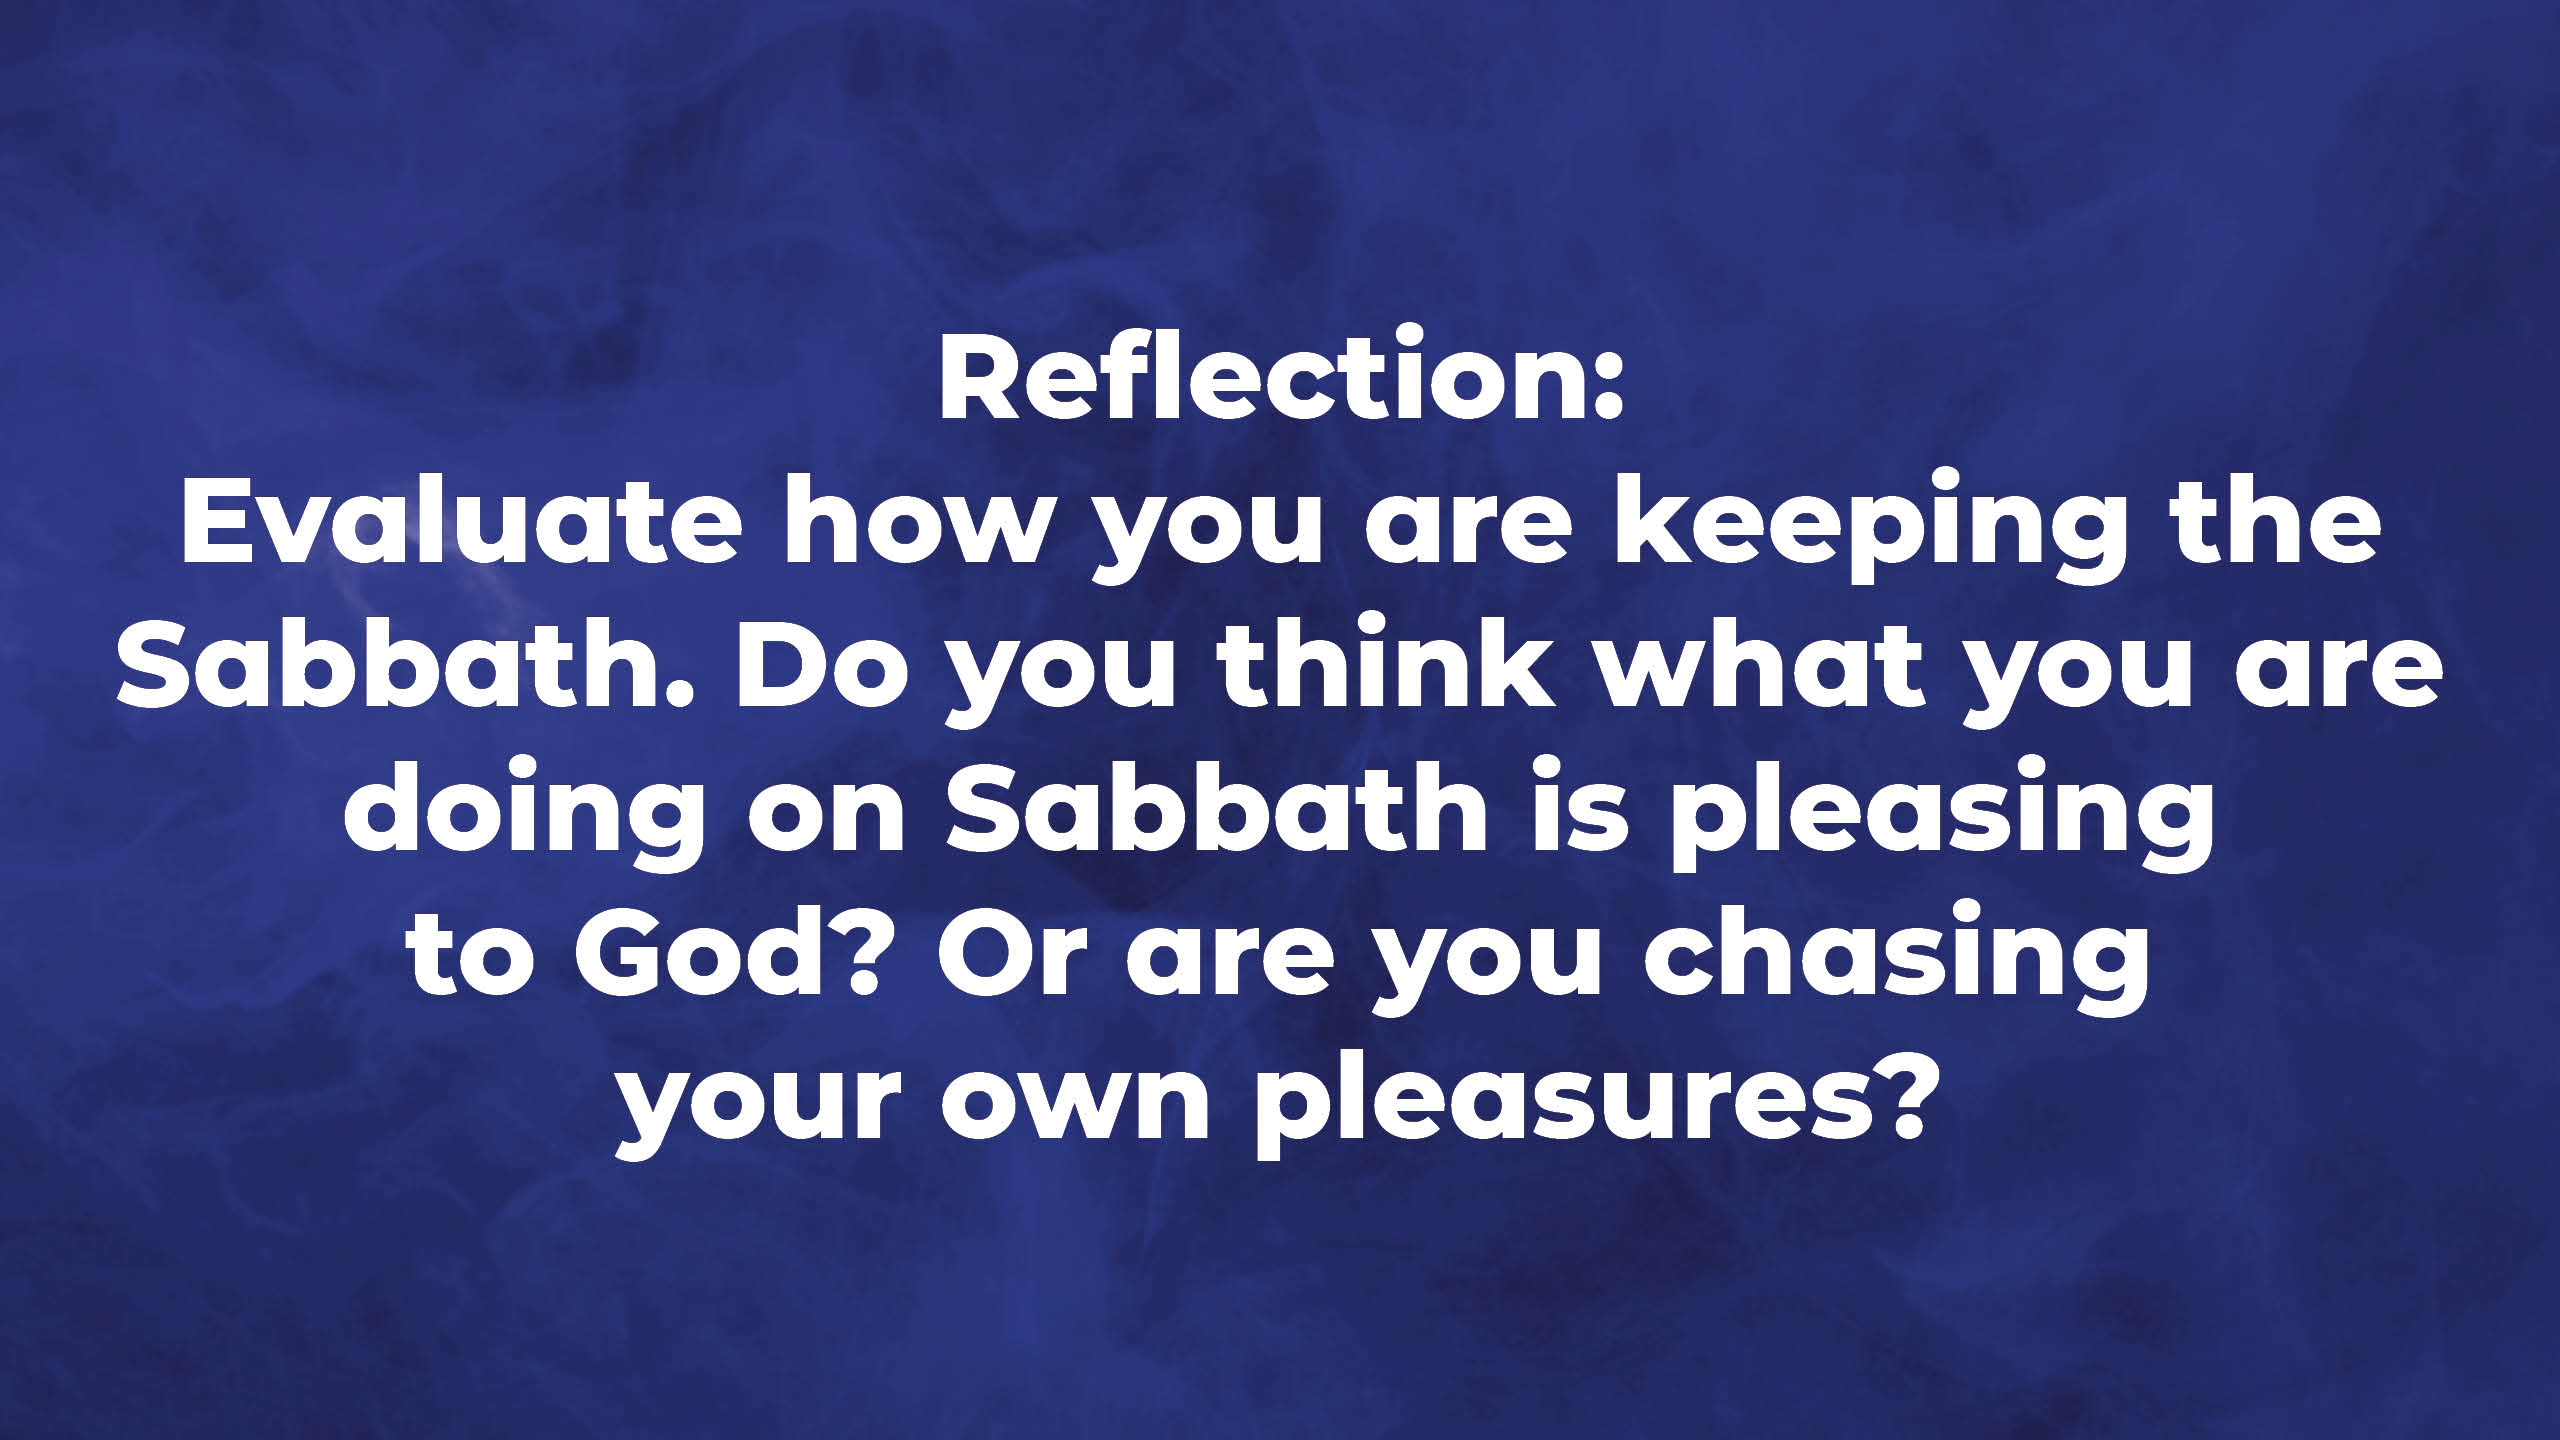 Reflection:
Evaluate how you are keeping the
Sabbath. Do you think what you are
doing on Sabbath is pleasing
to God? Or are you chasing
your own pleasures?